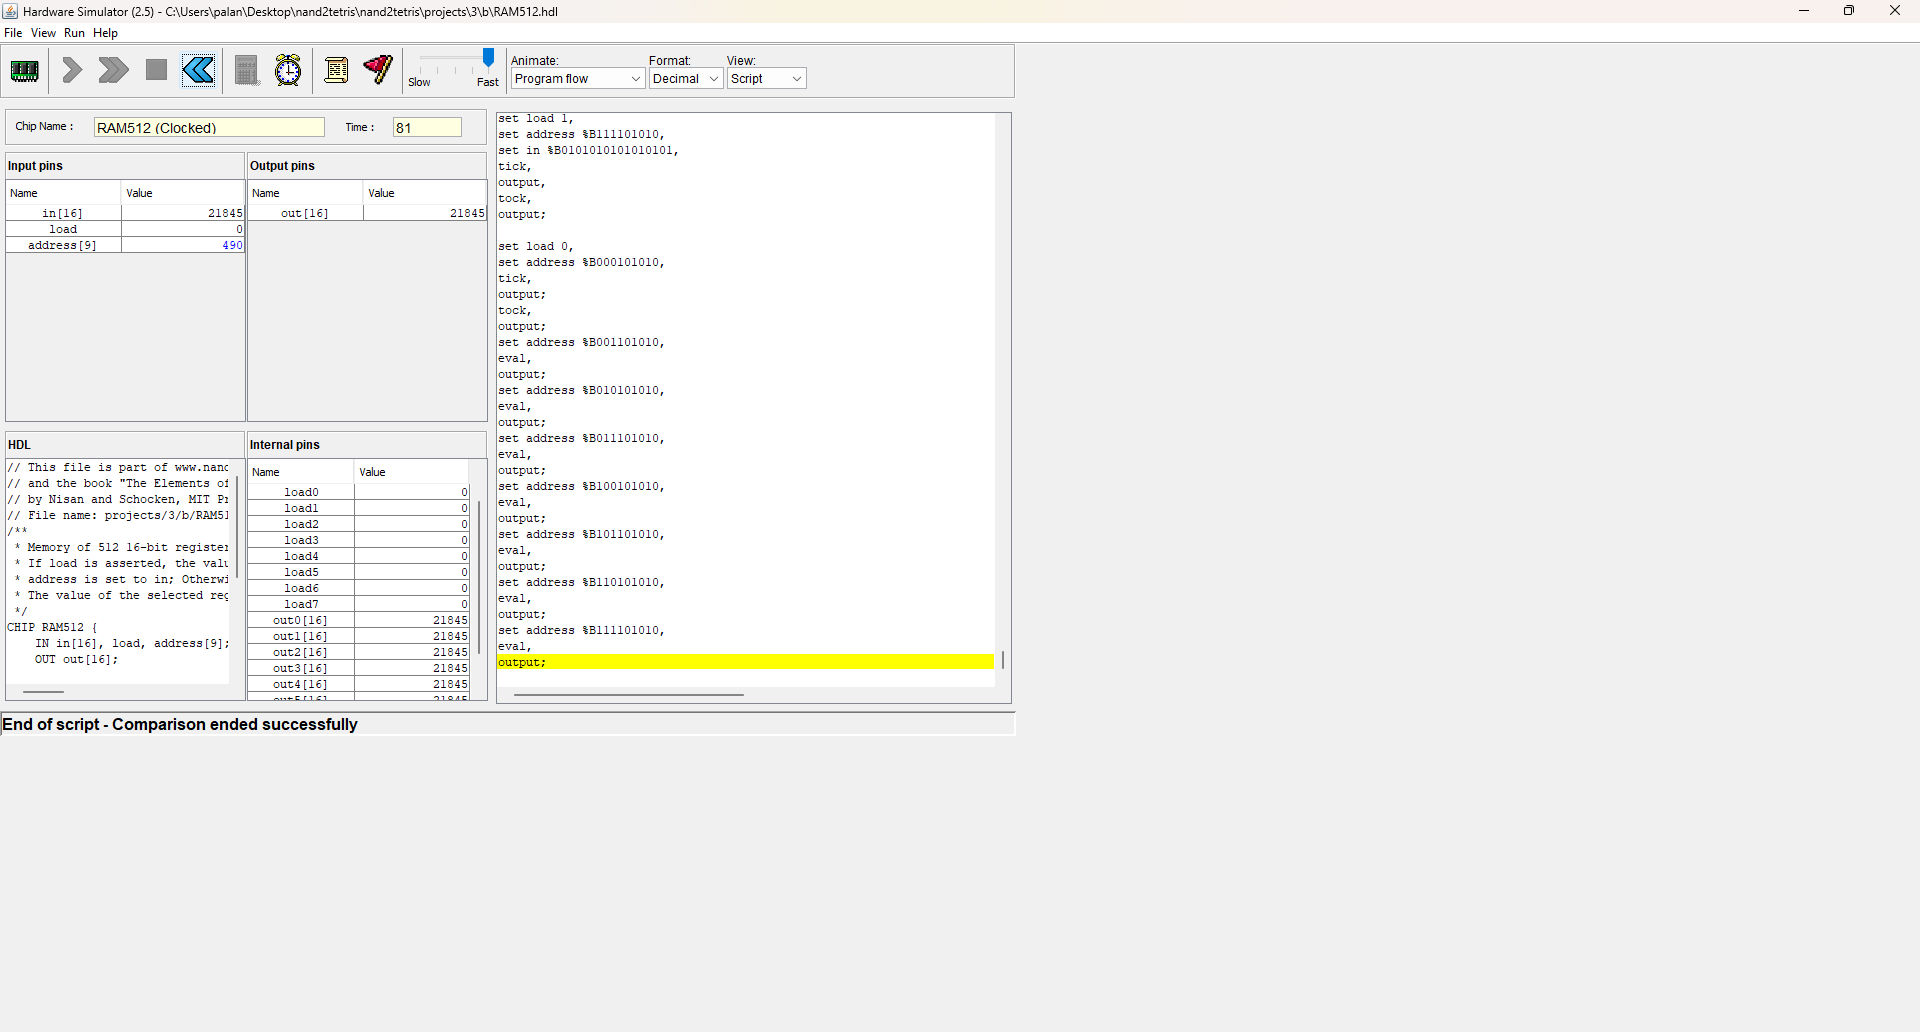 Hardware Simulator (2.5) - C:\Users\palan\Desktop\nand2tetris\nand2tetris\projects\3\b\RAM512.hdl
File View Run Help
Slow Fast
Animate: Format: View:
Program flow Decimal Script
Chip Name : RAM512 (Clocked) Time : 81
Input pins
Name Value
in[16] 21845
load 0
address[9] 490
Output pins
Name Value
out[16] 21845
HDL
// This file is part of www.nand
// and the book "The Elements of
// by Nisan and Schocken, MIT Pr
// File name: projects/3/b/RAM51
/**
* Memory of 512 16-bit register
* If load is asserted, the valu
* address is set to in; Otherwi
* The value of the selected reg
*/
CHIP RAM512 {
IN in[16], load, address[9];
OUT out[16];
Internal pins
Name Value
load0 0
load1 0
load2 0
load3 0
load4 0
load5 0
load6 0
load7 0
out0[16] 21845
out1[16] 21845
out2[16] 21845
out3[16] 21845
out4[16] 21845
out5[16] 21845
set load 1,
set address %B111101010,
set in %B0101010101010101,
tick,
output,
tock,
output;
set load 0,
set address %B000101010,
tick,
output;
tock,
output;
set address %B001101010,
eval,
output;
set address %B010101010,
eval,
output;
set address %B011101010,
eval,
output;
set address %B100101010,
eval,
output;
set address %B101101010,
eval,
output;
set address %B110101010,
eval,
output;
set address %B111101010,
eval,
output;
End of script - Comparison ended successfully